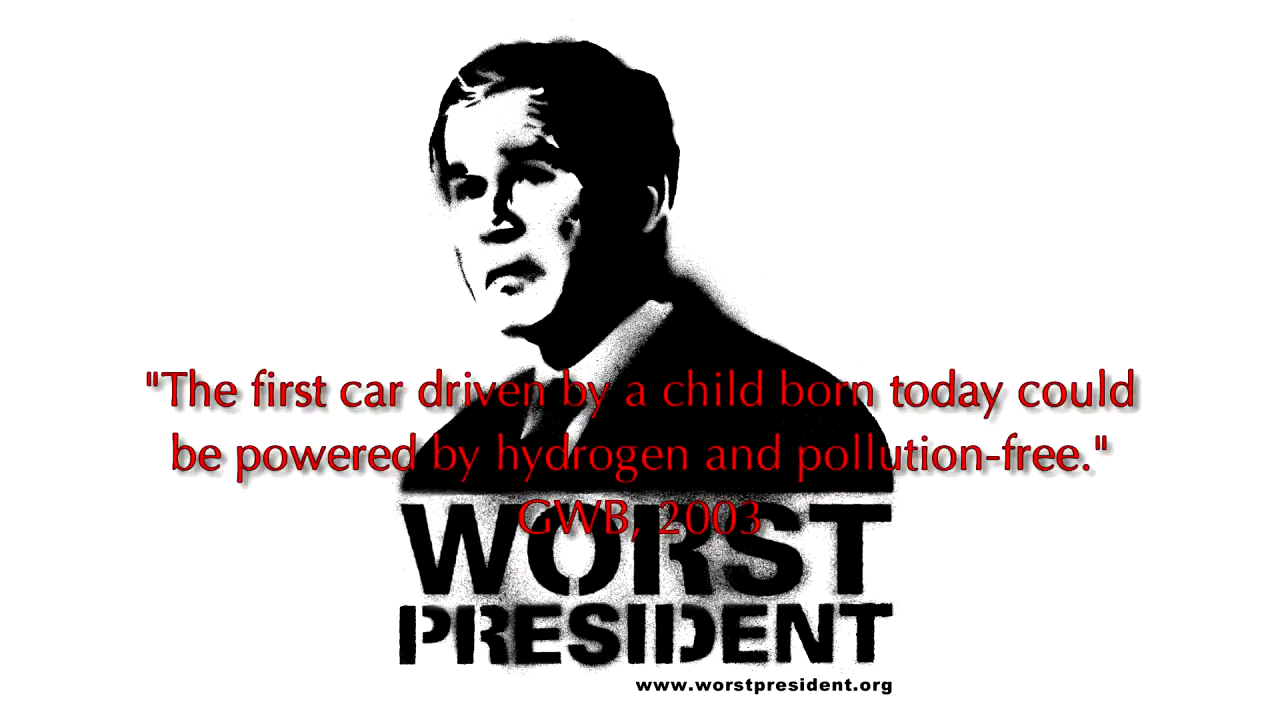 "The first car driven by a child born today could
be powered by hydrogen and pollution-free."
GWB, 2003
WORST
PRESIDENT
www.worstpresident.org